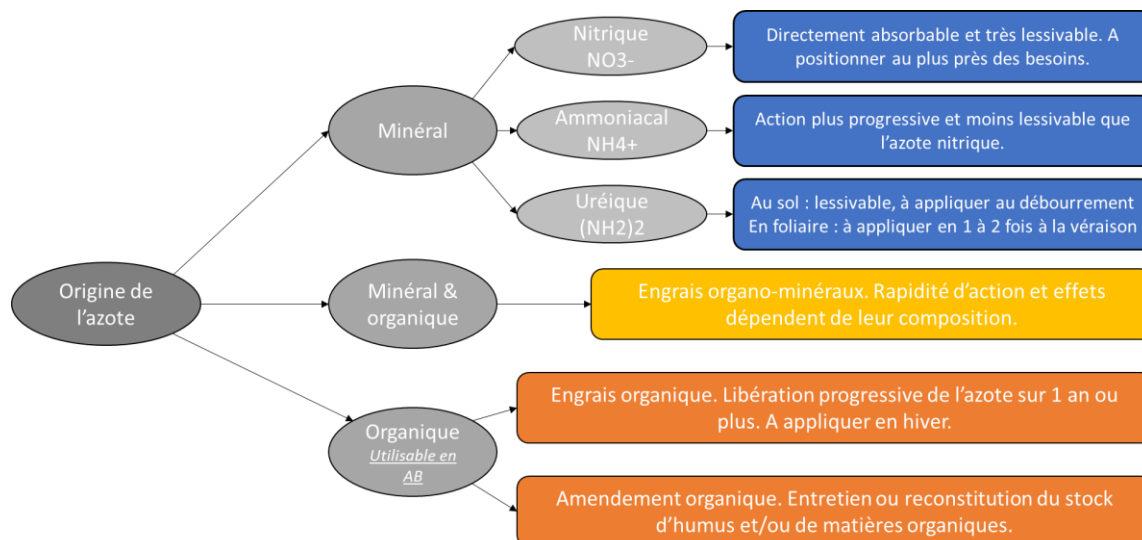 Nitrique
NO3-
Directement absorbable et très lessivable. A
positionner au plus près des besoins.
Minéral
Ammoniacal
NH4+
Action plus progressive et moins lessivable que
l’azote nitrique.
Uréique
(NH2)2
Au sol : lessivable, à appliquer au débourrement
En foliaire : à appliquer en 1 à 2 fois à la véraison
Origine de
l’azote
Minéral &
organique
Engrais organo-minéraux. Rapidité d’action et effets
dépendent de leur composition.
Organique
Utilisable en
AB
Engrais organique. Libération progressive de l’azote sur 1 an ou
plus. A appliquer en hiver.
Amendement organique. Entretien ou reconstitution du stock
d’humus et/ou de matières organiques.